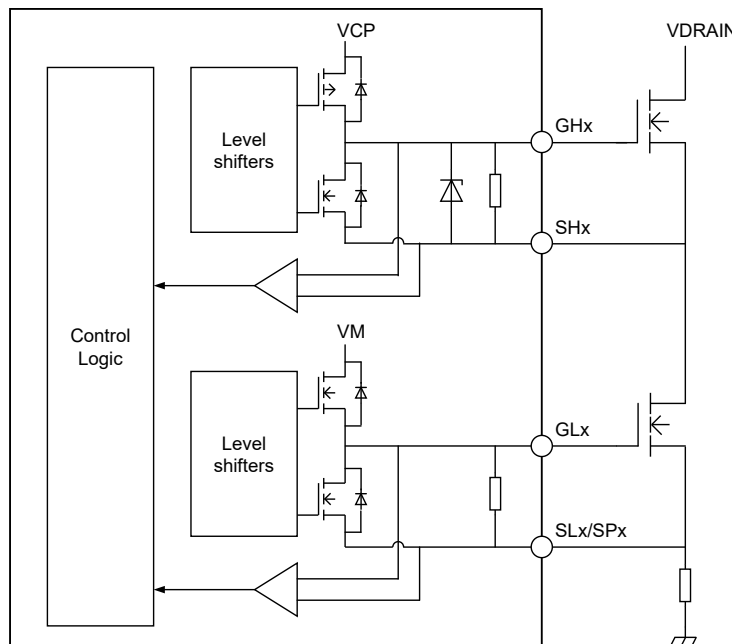 VCP
VDRAIN
Level
shifters
GHx
SHx
Control
Logic
VM
Level
shifters
GLx
SLx/SPx